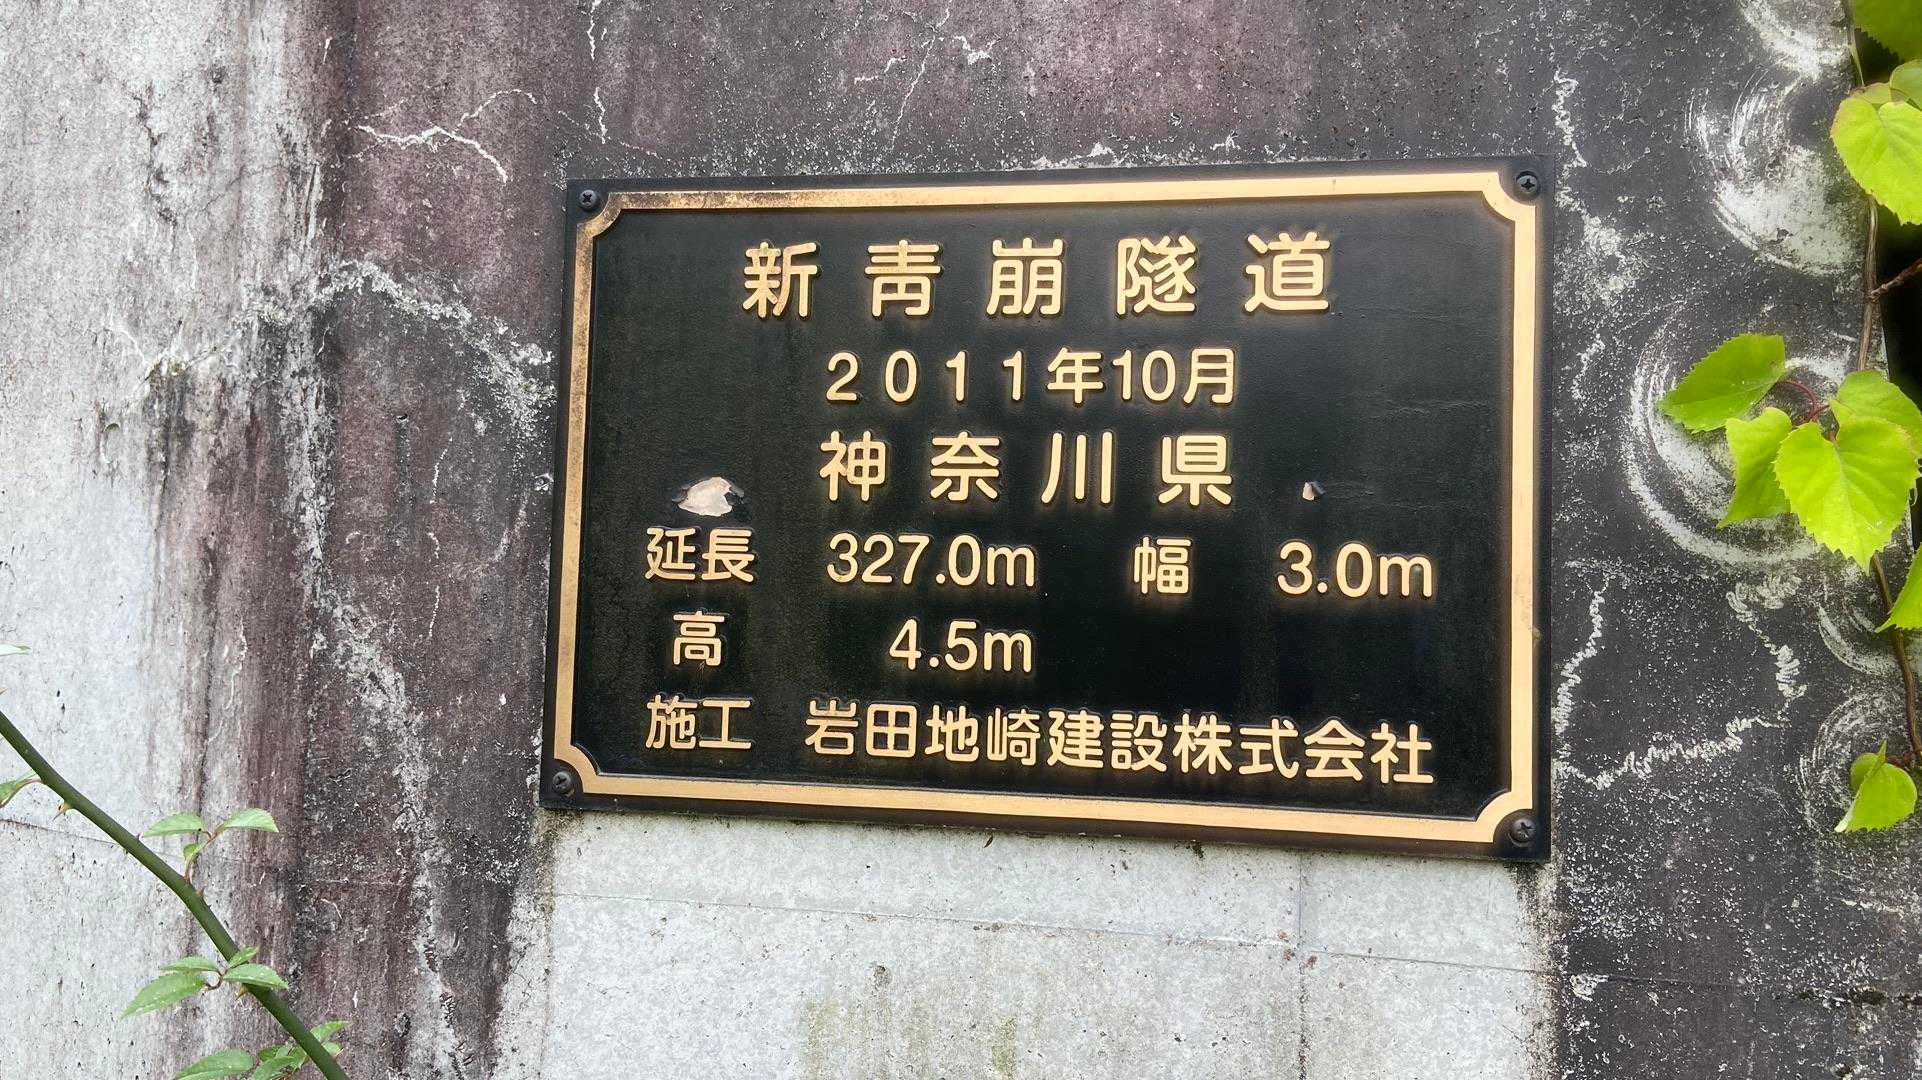 新青崩隧道
2011年10月
神奈川県
延長 327.0m 幅 3.0m
高 4.5m
施工 岩田地崎建設株式会社